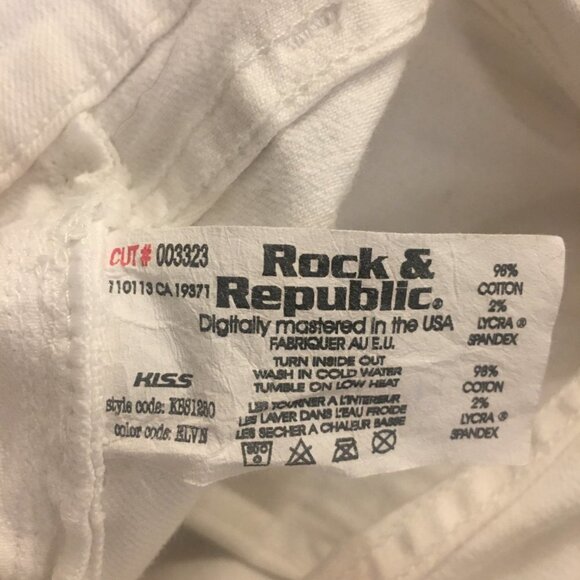 CUT# 003323
710113 CA 19371
KISS
style code: KBS1280
color code: ELVN
Rock &
Republic®
Digitally mastered in the USA
FABRIQUER AU E.U.
TURN INSIDE OUT
WASH IN COLD WATER
TUMBLE ON LOW HEAT
LES TOURNER A L'INTERIEUR
LES LAVER DANS L'EAU FROIDE
LES SECHER A CHALEUR BASSE
98%
COTTON
2%
LYCRA ®
SPANDEX
98%
COTON
2%
LYCRA ®
SPANDEX